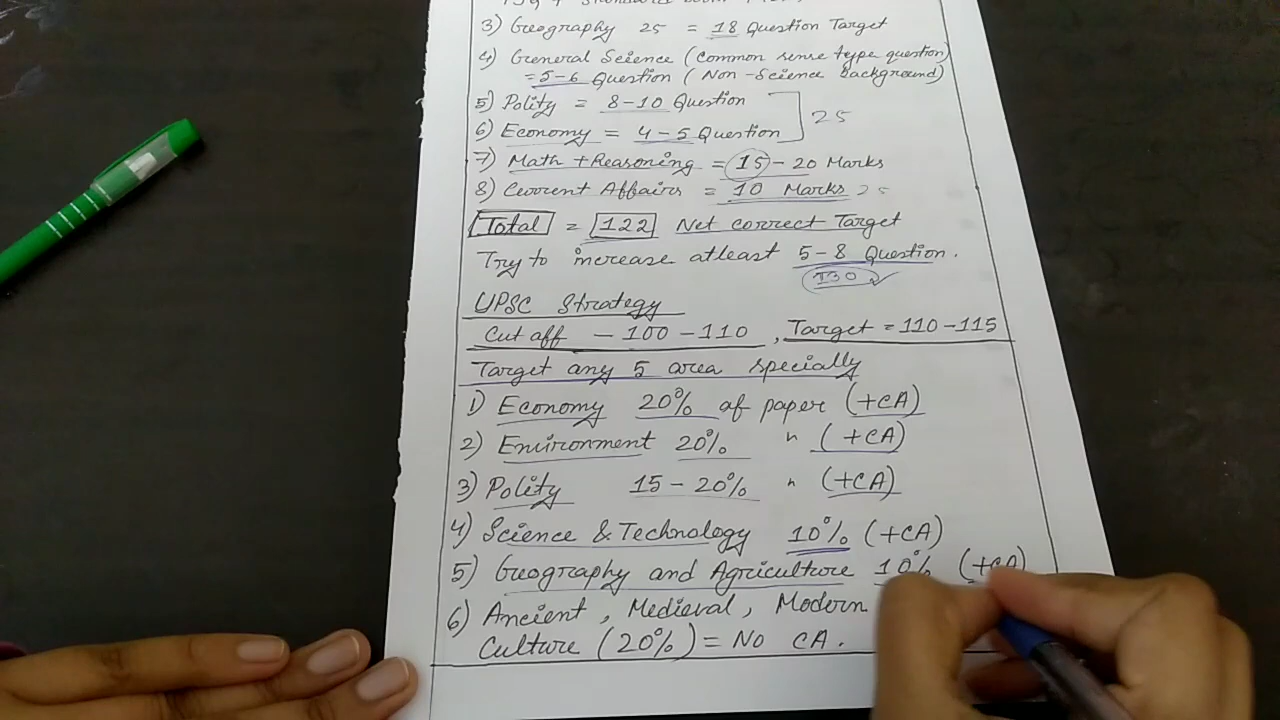 3) Geography 25 = 18 Question Target
4) General Science (common sense type question)
= 5-6 Question (Non-Science background)
5) Polity = 8-10 Question
6) Economy = 4-5 Question ] 25
7) Math + Reasoning = 15 - 20 Marks
8) Current Affairs = 10 Marks 25
Total = 122 Net correct Target
Try to increase atleast 5-8 Question.
130
UPSC Strategy
Cut off - 100-110, Target = 110-115
Target any 5 area specially
1) Economy 20% of paper (+CA)
2) Environment 20% " (+CA)
3) Polity 15-20% " (+CA)
4) Science & Technology 10% (+CA)
5) Geography and Agriculture 10% (+CA)
6) Ancient, Medieval, Modern
Culture (20%) = No CA.